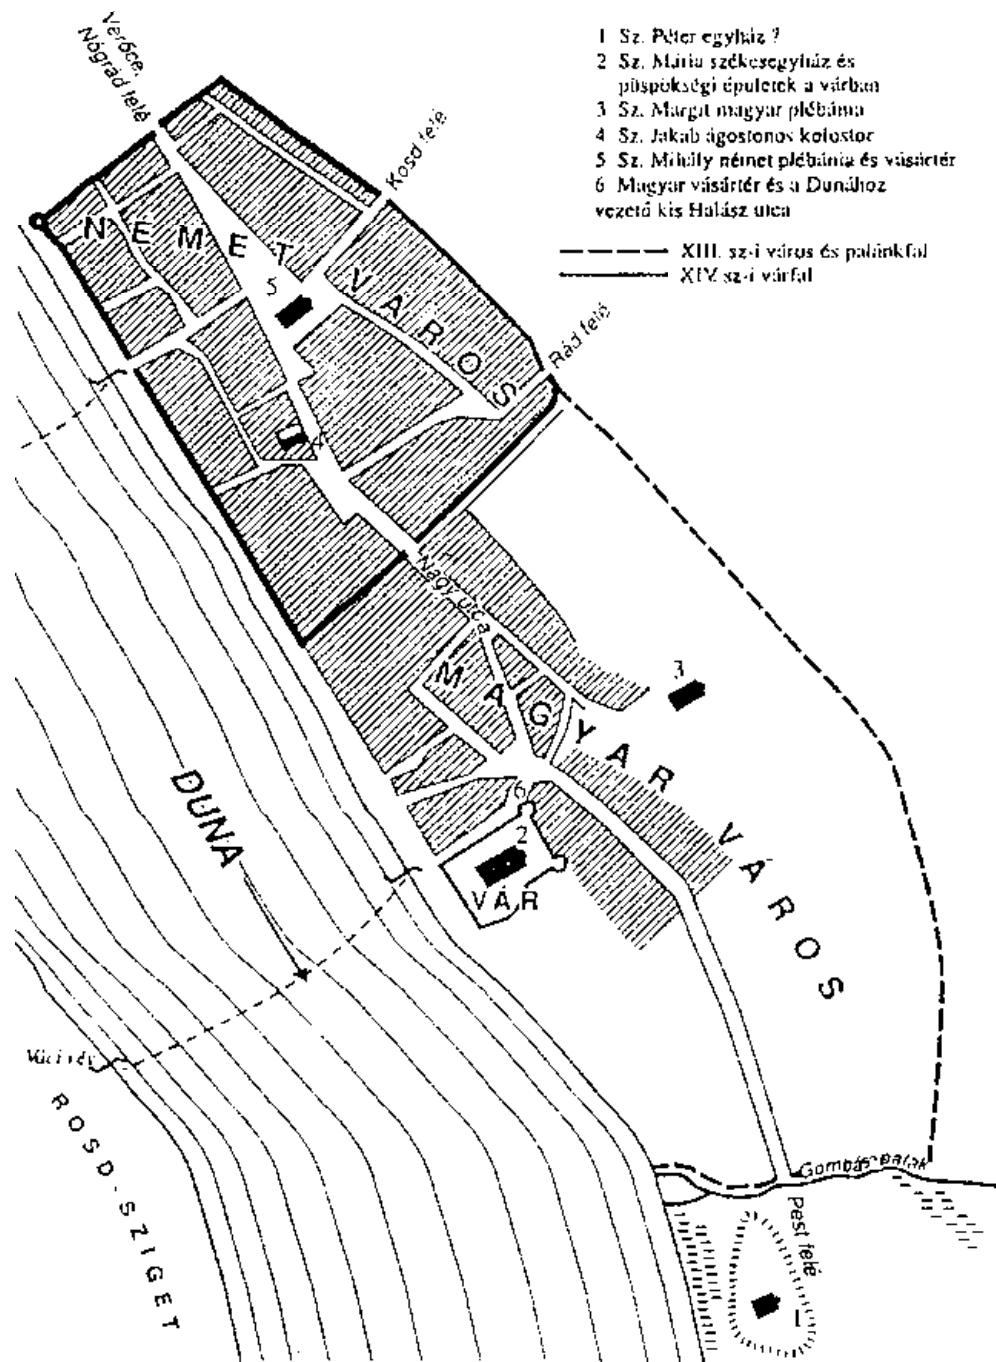 1 Sz. Péter egyház ?
2 Sz. Mária székesegyház és
püspökségi épületek a várban
3 Sz. Margit magyar plébánia
4 Sz. Jakab ágostonos kolostor
5 Sz. Mihály német plébánia és vásártér
6 Magyar vásártér és a Dunához
vezető kis Halász utca
XIII. sz-i város és palánkfal
XIV. sz-i várfal
Verőce,
Nógrád felé
Kosd felé
Rád felé
NÉMET VÁROS
5
4
Nagy utca
MAGYAR VÁROS
3
6
2
VÁR
DUNA
Váci rév
ROSD-SZIGET
Gombás-patak
Pest felé
1